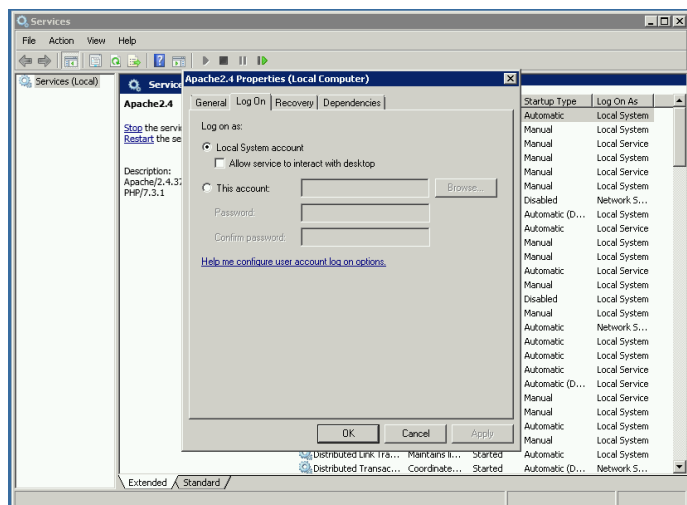 Services
File Action View Help
Services (Local)
Service
Apache2.4
Stop the servi
Restart the se
Description:
Apache/2.4.37
PHP/7.3.1
Apache2.4 Properties (Local Computer)
General Log On Recovery Dependencies
Log on as:
Local System account
Allow service to interact with desktop
This account:
Browse...
Password:
Confirm password:
Help me configure user account log on options.
OK Cancel Apply
Startup Type Log On As
Automatic Local System
Manual Local System
Manual Local Service
Manual Local System
Manual Local Service
Manual Local System
Disabled Network S...
Automatic (D... Local System
Automatic Local Service
Manual Local System
Manual Local System
Automatic Local Service
Manual Local System
Disabled Local System
Manual Local System
Automatic Network S...
Automatic Local System
Automatic Local System
Automatic Local Service
Automatic (D... Local Service
Manual Local Service
Manual Local System
Automatic Local System
Manual Local System
Distributed Link Tra... Maintains li... Started Automatic Local System
Distributed Transac... Coordinate... Started Automatic (D... Network S...
Extended Standard